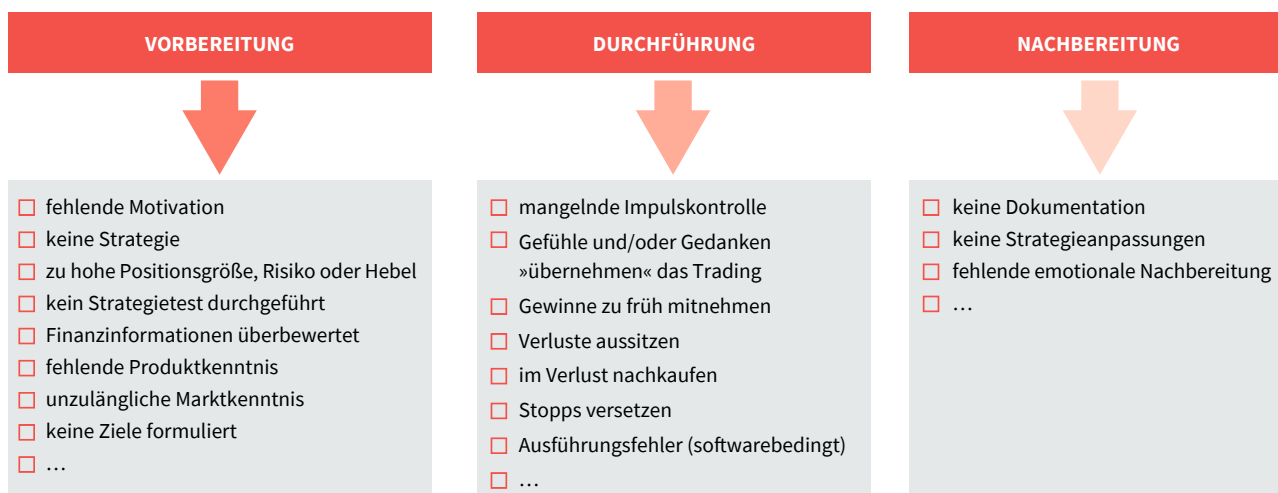 VORBEREITUNG
fehlende Motivation
keine Strategie
zu hohe Positionsgröße, Risiko oder Hebel
kein Strategietest durchgeführt
Finanzinformationen überbewertet
fehlende Produktkenntnis
unzulängliche Marktkenntnis
keine Ziele formuliert
…
DURCHFÜHRUNG
mangelnde Impulskontrolle
Gefühle und/oder Gedanken
»übernehmen« das Trading
Gewinne zu früh mitnehmen
Verluste aussitzen
im Verlust nachkaufen
Stopps versetzen
Ausführungsfehler (softwarebedingt)
…
NACHBEREITUNG
keine Dokumentation
keine Strategieanpassungen
fehlende emotionale Nachbereitung
…